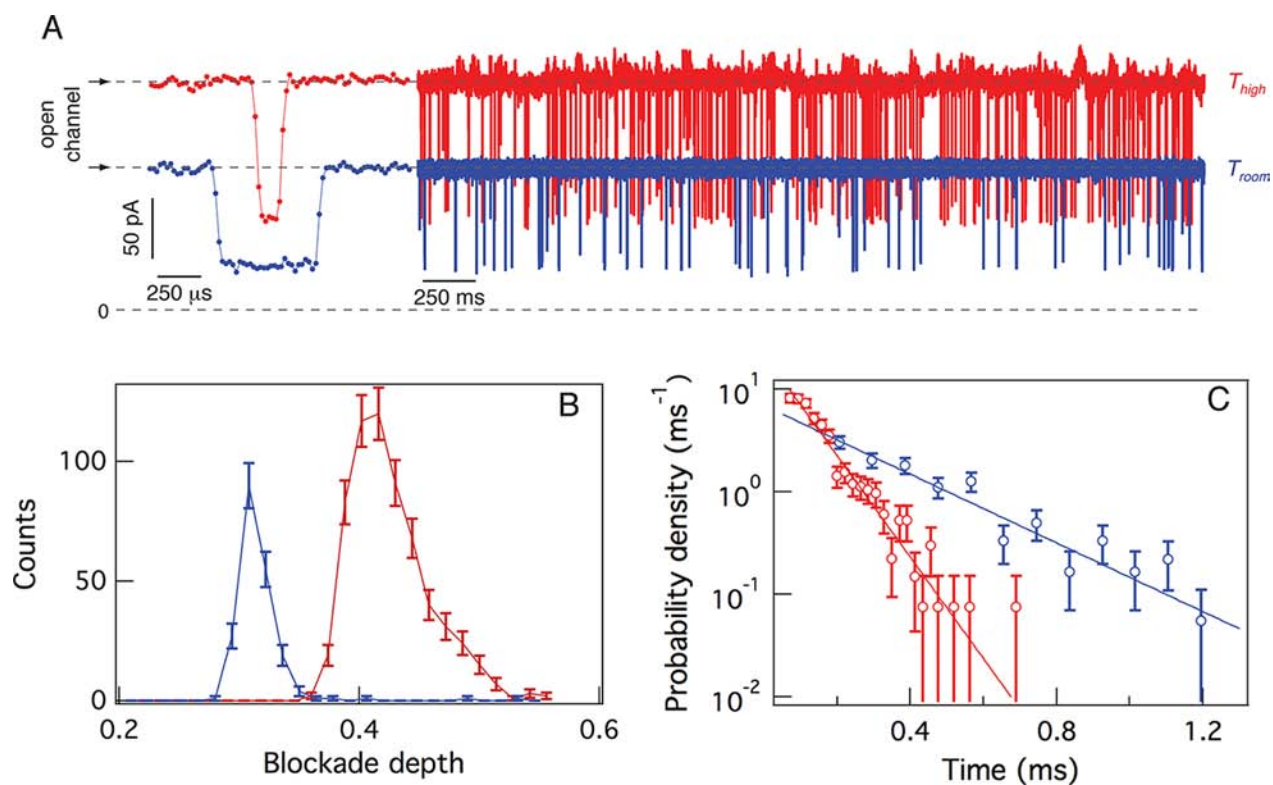 A
open
channel
T high
T room
50 pA
250 μs
250 ms
0
B
Counts
100
50
0
0.2
0.4
0.6
Blockade depth
C
Probability density (ms⁻¹)
10¹
10⁰
10⁻¹
10⁻²
0.4
0.8
1.2
Time (ms)